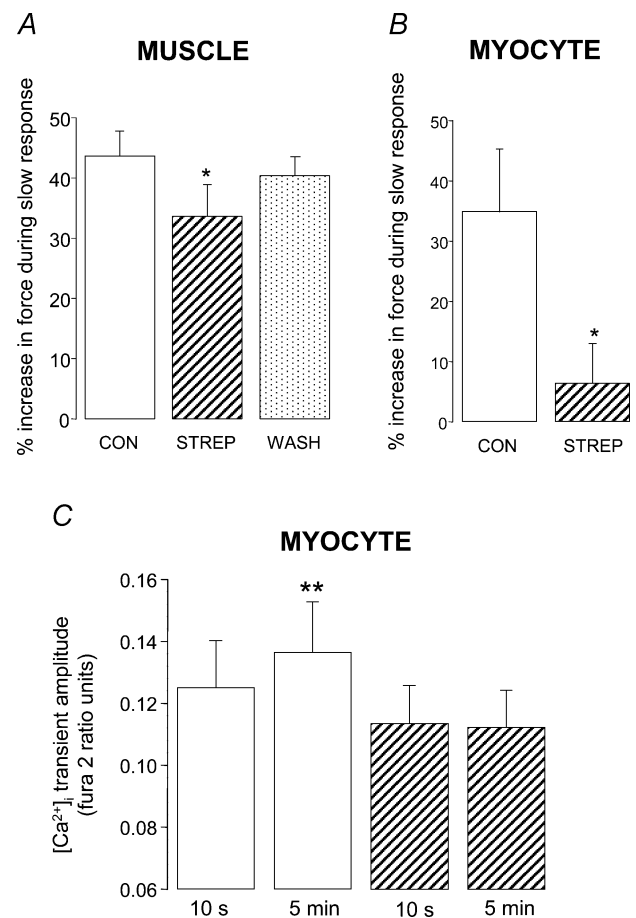 A
MUSCLE
% increase in force during slow response
50
40
30
20
10
0
*
CON
STREP
WASH
B
MYOCYTE
% increase in force during slow response
50
40
30
20
10
0
*
CON
STREP
C
MYOCYTE
[Ca²⁺]ᵢ transient amplitude
(fura 2 ratio units)
0.16
0.14
0.12
0.10
0.08
0.06
**
10 s
5 min
10 s
5 min